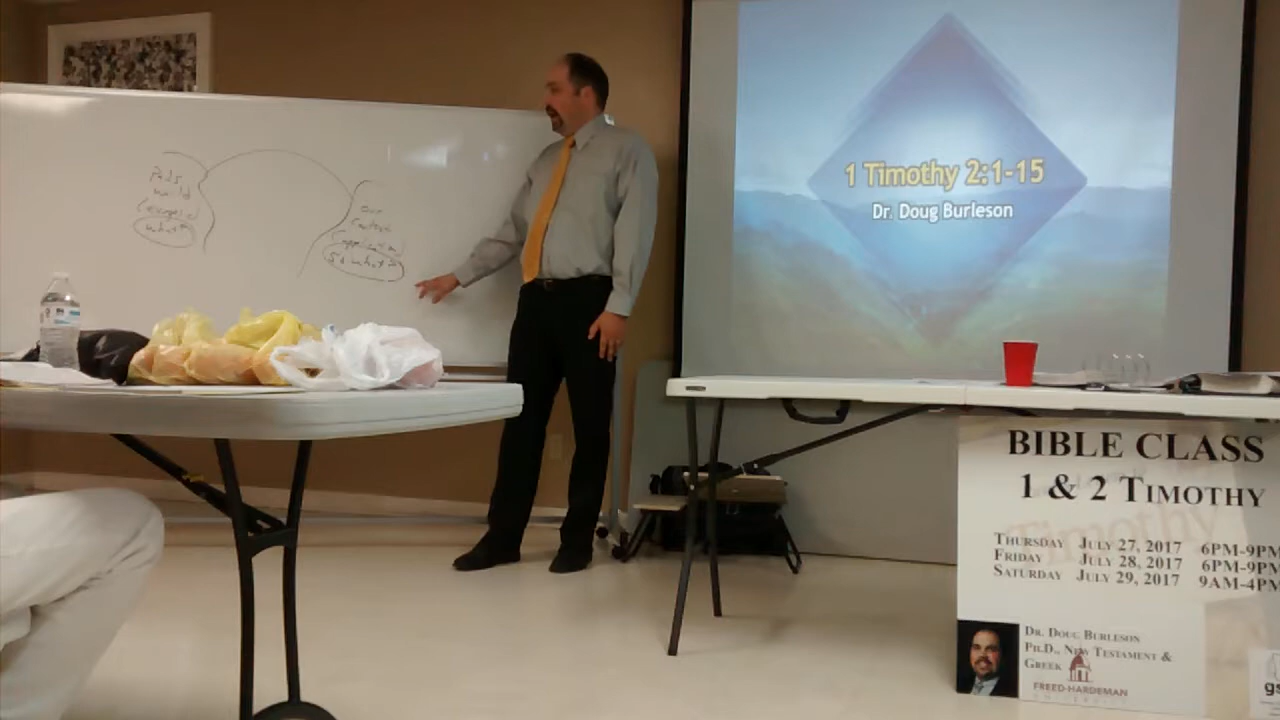 1 Timothy 2:1-15
Dr. Doug Burleson
BIBLE CLASS
1 & 2 TIMOTHY
THURSDAY JULY 27, 2017 6PM-9PM
FRIDAY JULY 28, 2017 6PM-9PM
SATURDAY JULY 29, 2017 9AM-4PM
DR. DOUG BURLESON
PH.D., NEW TESTAMENT &
GREEK
FREED-HARDEMAN
UNIVERSITY